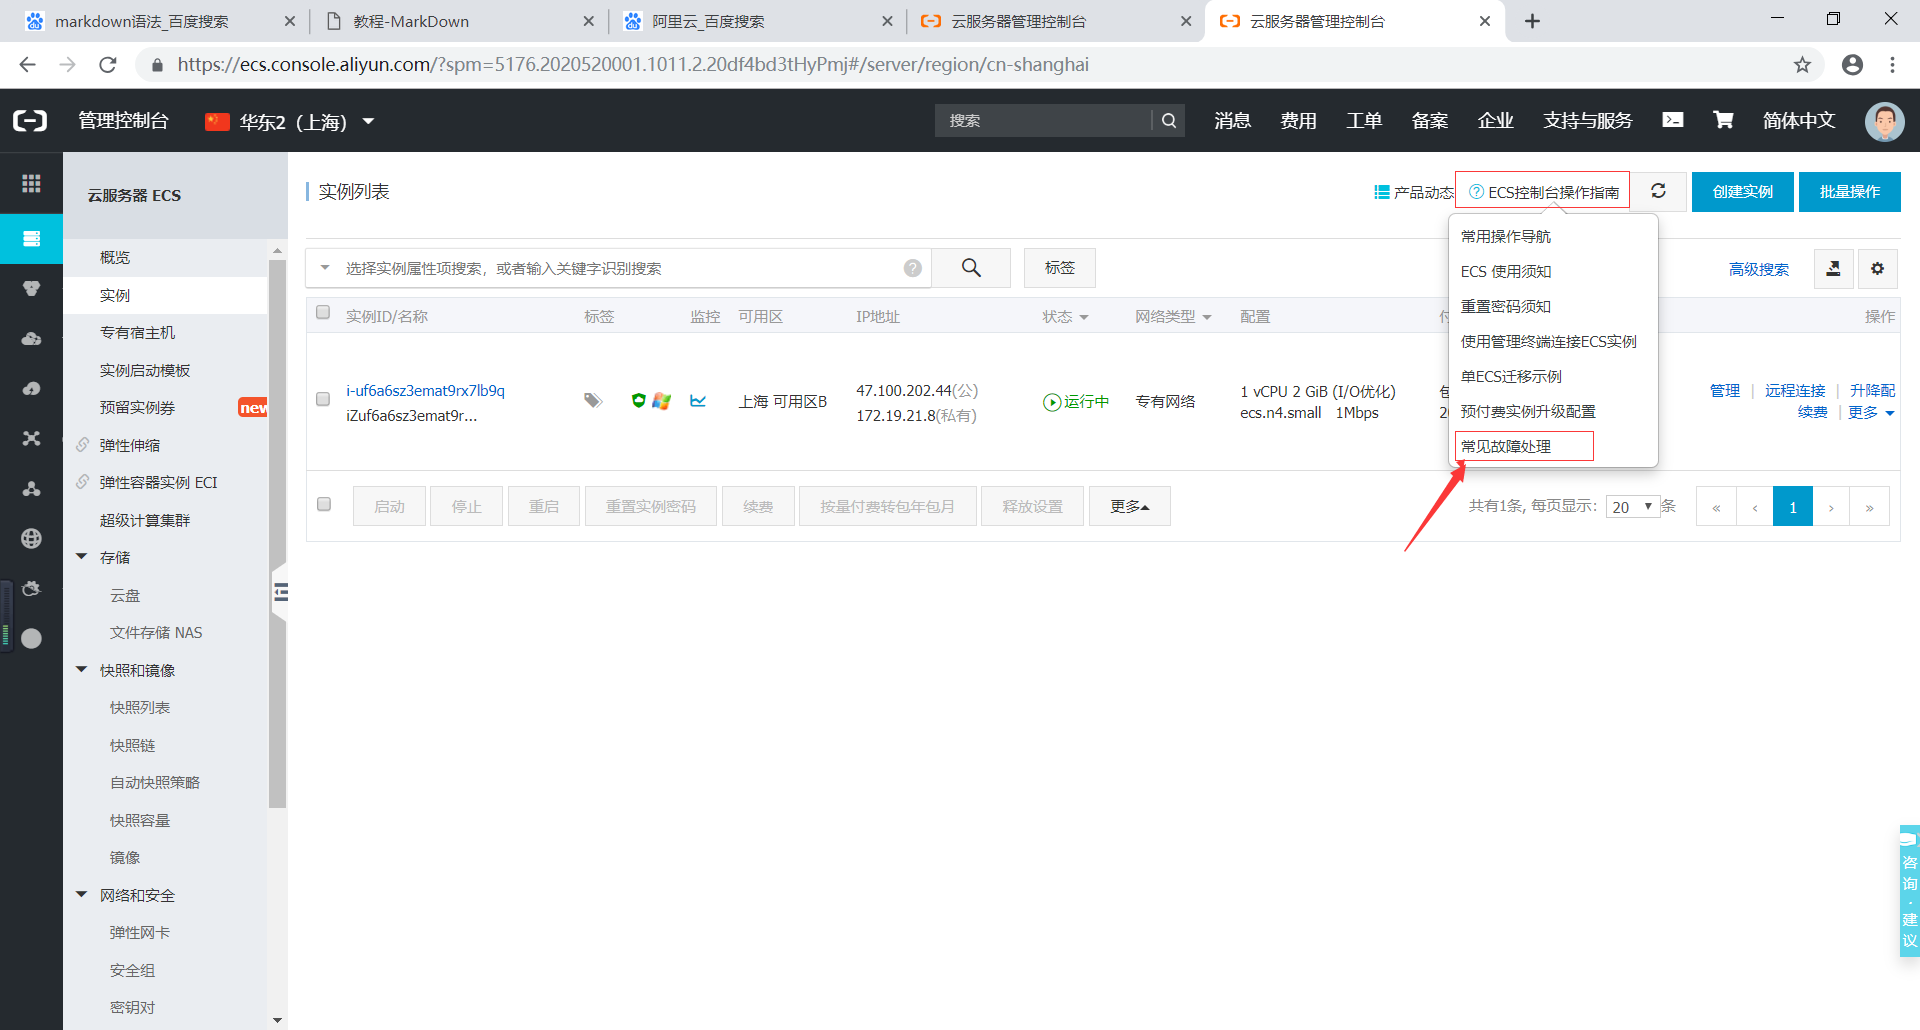 markdown语法_百度搜索
教程-MarkDown
阿里云_百度搜索
云服务器管理控制台
云服务器管理控制台
https://ecs.console.aliyun.com/?spm=5176.2020520001.1011.2.20df4bd3tHyPmj#/server/region/cn-shanghai
管理控制台
华东2（上海）
搜索
消息
费用
工单
备案
企业
支持与服务
简体中文
云服务器 ECS
概览
实例
专有宿主机
实例启动模板
预留实例券
new
弹性伸缩
弹性容器实例 ECI
超级计算集群
存储
云盘
文件存储 NAS
快照和镜像
快照列表
快照链
自动快照策略
快照容量
镜像
网络和安全
弹性网卡
安全组
密钥对
实例列表
产品动态
ECS控制台操作指南
创建实例
批量操作
常用操作导航
ECS 使用须知
重置密码须知
使用管理终端连接ECS实例
单ECS迁移示例
预付费实例升级配置
常见故障处理
选择实例属性项搜索，或者输入关键字识别搜索
标签
高级搜索
实例ID/名称
标签
监控
可用区
IP地址
状态
网络类型
配置
操作
i-uf6a6sz3emat9rx7lb9q
iZuf6a6sz3emat9r...
上海 可用区B
47.100.202.44(公)
172.19.21.8(私有)
运行中
专有网络
1 vCPU 2 GiB (I/O优化)
ecs.n4.small 1Mbps
管理 | 远程连接 | 升降配
续费 | 更多
启动
停止
重启
重置实例密码
续费
按量付费转包年包月
释放设置
更多
共有1条, 每页显示：
20
条
«
‹
1
›
»
咨询·建议